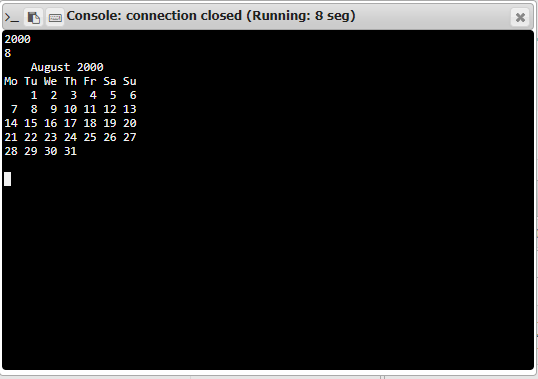 Console: connection closed (Running: 8 seg)
2000
8
    August 2000
Mo Tu We Th Fr Sa Su
    1  2  3  4  5  6
 7  8  9 10 11 12 13
14 15 16 17 18 19 20
21 22 23 24 25 26 27
28 29 30 31